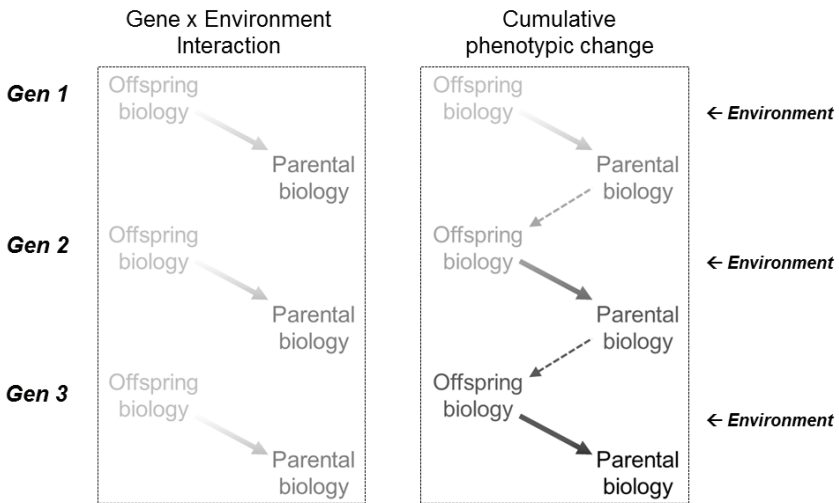 Gene x Environment
Interaction
Cumulative
phenotypic change
Gen 1
Offspring
biology
Parental
biology
Offspring
biology
Parental
biology
← Environment
Gen 2
Offspring
biology
Parental
biology
Offspring
biology
Parental
biology
← Environment
Gen 3
Offspring
biology
Parental
biology
Offspring
biology
Parental
biology
← Environment